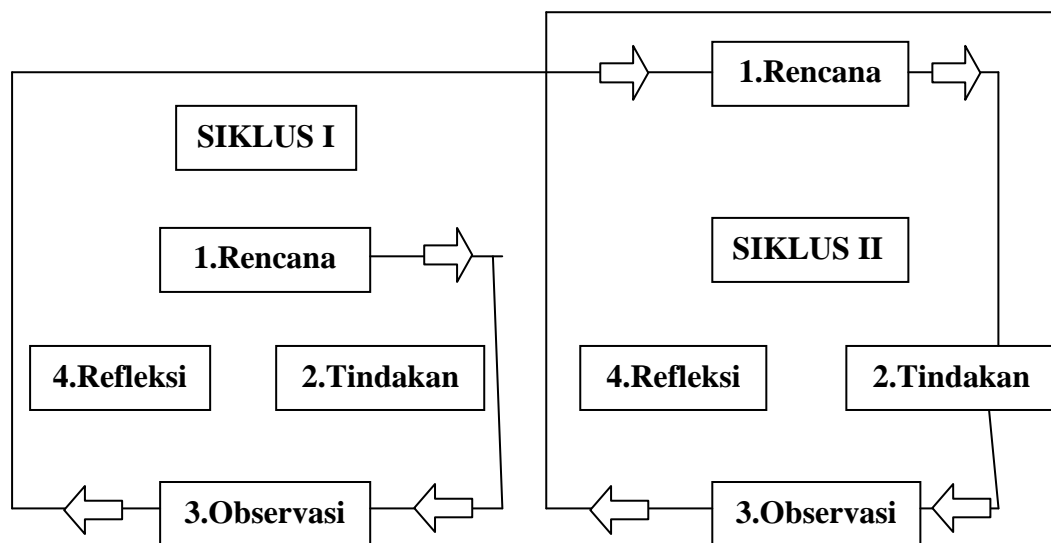 SIKLUS I
1.Rencana
4.Refleksi
2.Tindakan
3.Observasi
1.Rencana
SIKLUS II
4.Refleksi
2.Tindakan
3.Observasi